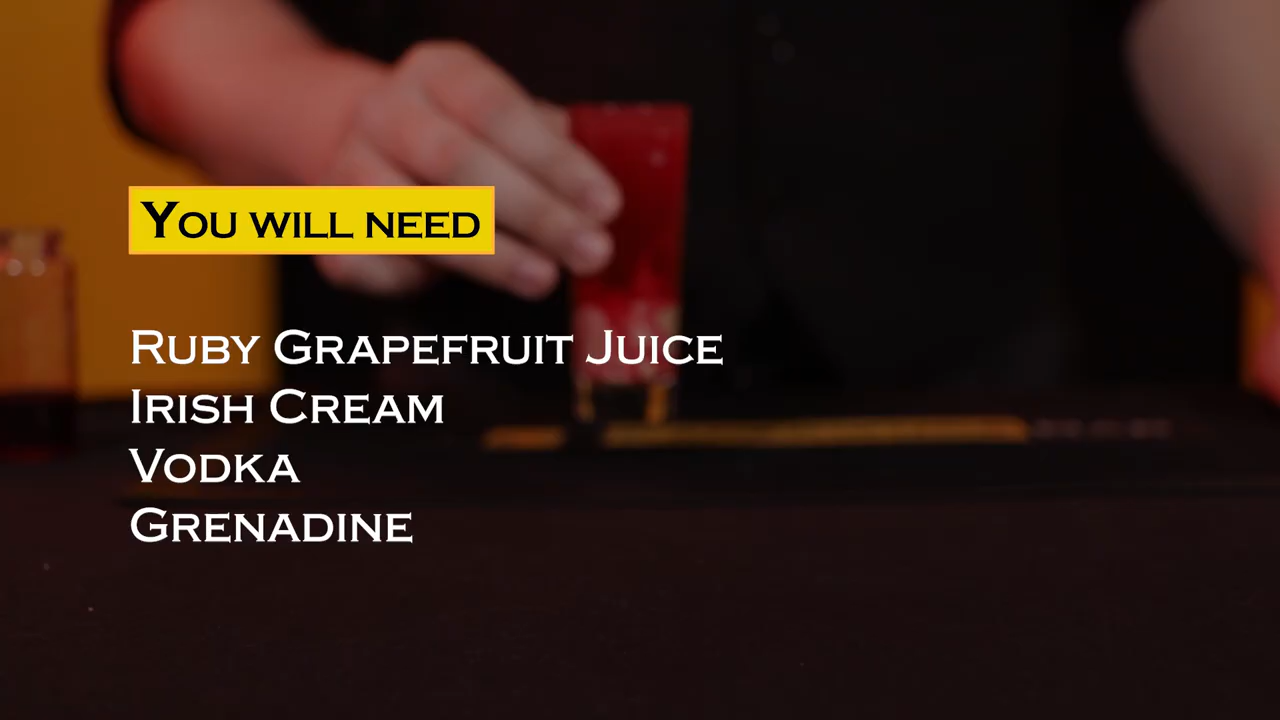 You will need
Ruby Grapefruit Juice
Irish Cream
Vodka
Grenadine